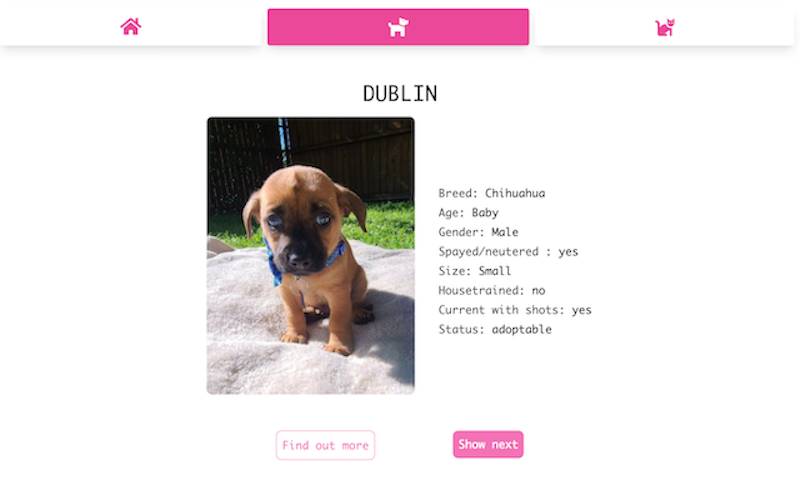 DUBLIN
Breed: Chihuahua
Age: Baby
Gender: Male
Spayed/neutered : yes
Size: Small
Housetrained: no
Current with shots: yes
Status: adoptable
Find out more
Show next